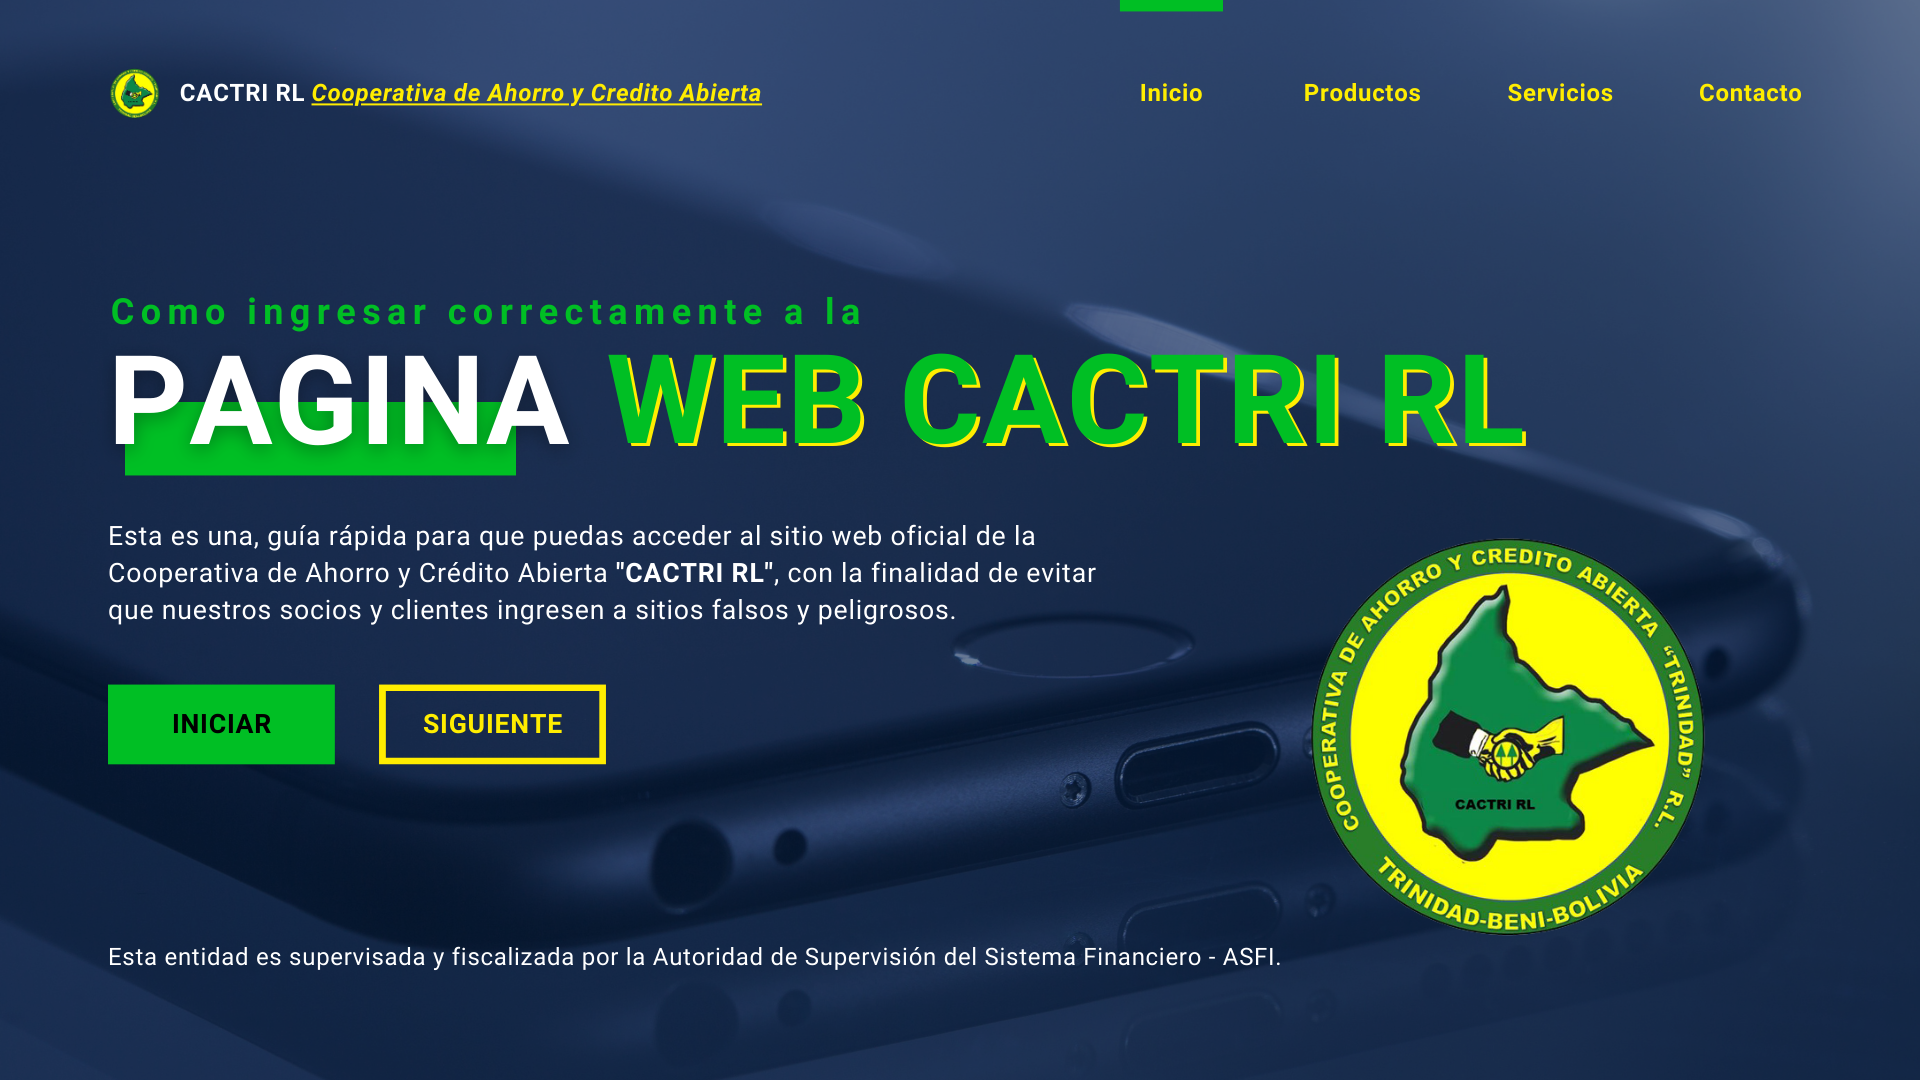 CACTRI RL Cooperativa de Ahorro y Credito Abierta
Inicio
Productos
Servicios
Contacto
Como ingresar correctamente a la
PAGINA WEB CACTRI RL
Esta es una, guía rápida para que puedas acceder al sitio web oficial de la
Cooperativa de Ahorro y Crédito Abierta "CACTRI RL", con la finalidad de evitar
que nuestros socios y clientes ingresen a sitios falsos y peligrosos.
INICIAR
SIGUIENTE
COOPERATIVA DE AHORRO Y CREDITO ABIERTA “TRINIDAD” R.L.
CACTRI RL
TRINIDAD-BENI-BOLIVIA
Esta entidad es supervisada y fiscalizada por la Autoridad de Supervisión del Sistema Financiero - ASFI.